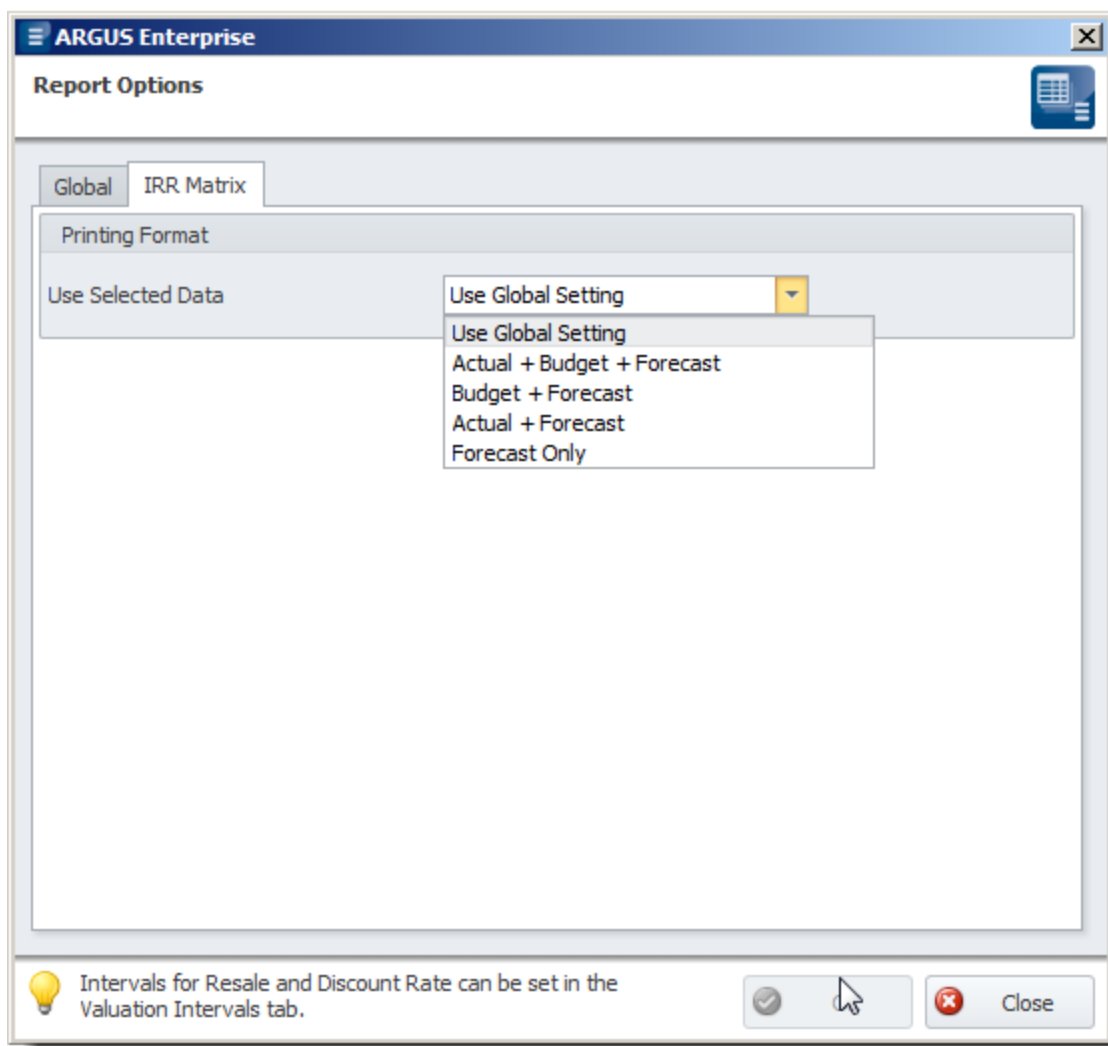 ARGUS Enterprise
Report Options
Global
IRR Matrix
Printing Format
Use Selected Data
Use Global Setting
Use Global Setting
Actual + Budget + Forecast
Budget + Forecast
Actual + Forecast
Forecast Only
Intervals for Resale and Discount Rate can be set in the
Valuation Intervals tab.
Close